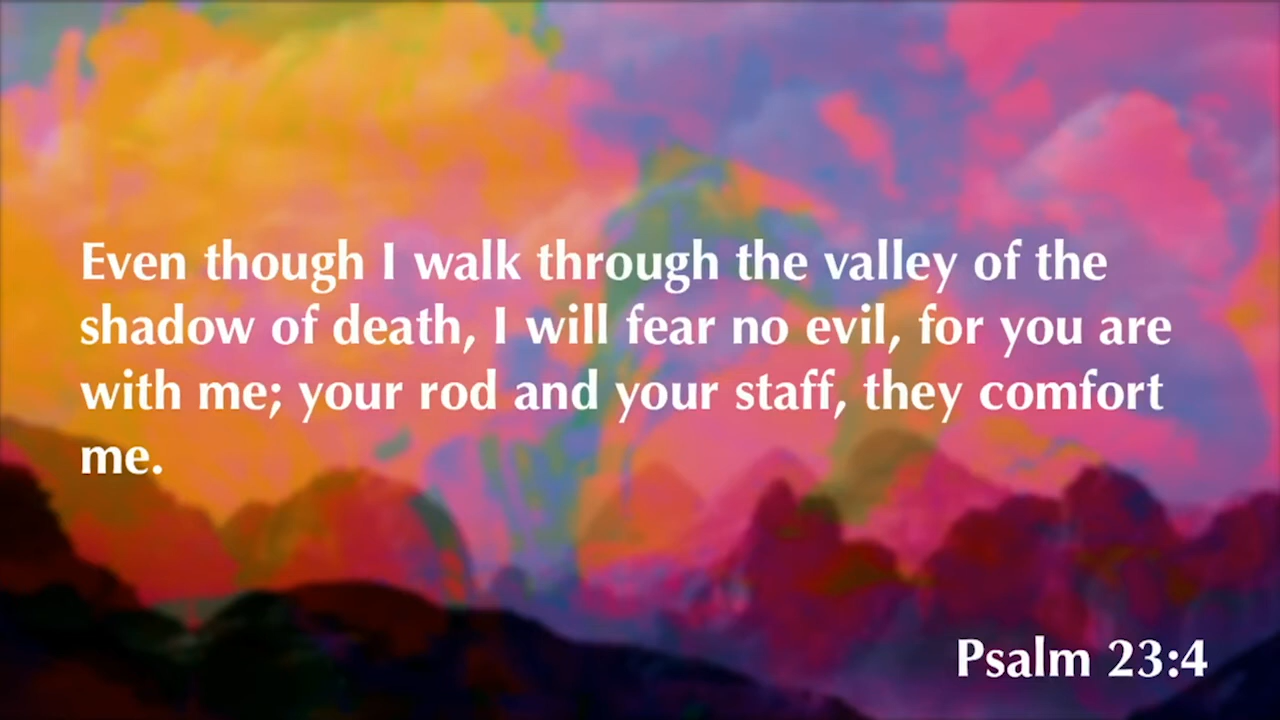 Even though I walk through the valley of the
shadow of death, I will fear no evil, for you are
with me; your rod and your staff, they comfort
me.
Psalm 23:4